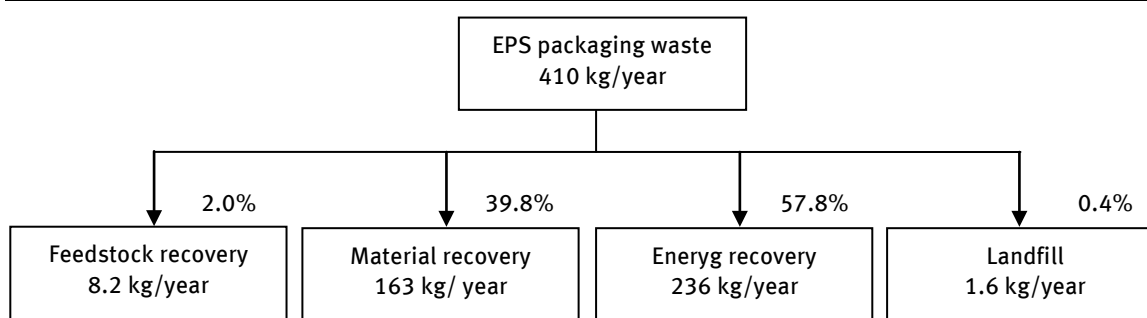 EPS packaging waste
410 kg/year
2.0%
39.8%
57.8%
0.4%
Feedstock recovery
8.2 kg/year
Material recovery
163 kg/ year
Eneryg recovery
236 kg/year
Landfill
1.6 kg/year